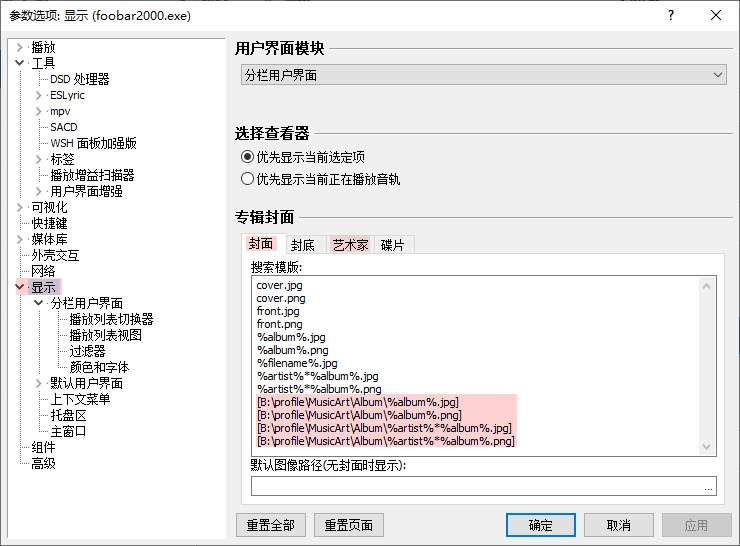 参数选项: 显示 (foobar2000.exe)
播放
工具
DSD 处理器
ESLyric
mpv
SACD
WSH 面板加强版
标签
播放增益扫描器
用户界面增强
可视化
快捷键
媒体库
外壳交互
网络
显示
分栏用户界面
播放列表切换器
播放列表视图
过滤器
颜色和字体
默认用户界面
上下文菜单
托盘区
主窗口
组件
高级
用户界面模块
分栏用户界面
选择查看器
优先显示当前选定项
优先显示当前正在播放音轨
专辑封面
封面 封底 艺术家 碟片
搜索模版:
cover.jpg
cover.png
front.jpg
front.png
%album%.jpg
%album%.png
%filename%.jpg
%artist%*%album%.jpg
%artist%*%album%.png
[B:\profile\MusicArt\Album\%album%.jpg]
[B:\profile\MusicArt\Album\%album%.png]
[B:\profile\MusicArt\Album\%artist%*%album%.jpg]
[B:\profile\MusicArt\Album\%artist%*%album%.png]
默认图像路径(无封面时显示):
...
重置全部 重置页面 确定 取消 应用